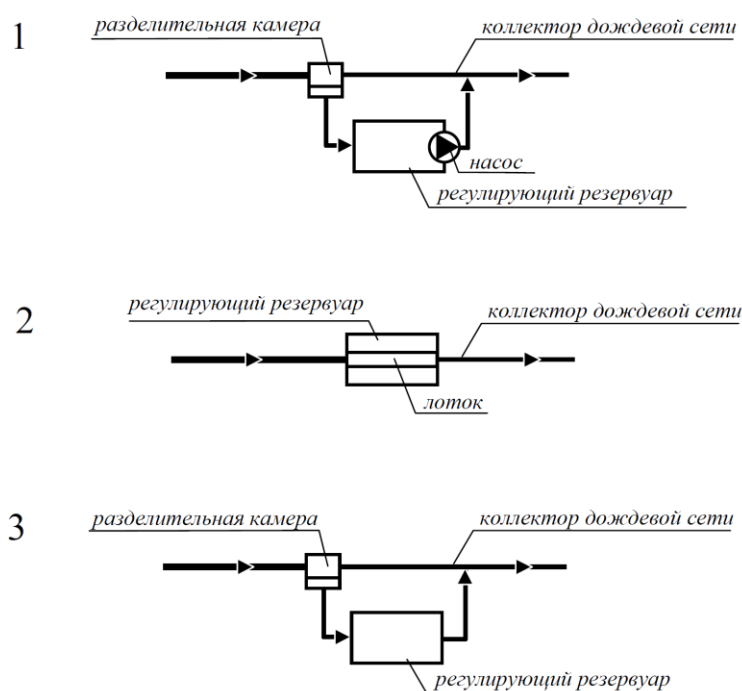 1
разделительная камера
коллектор дождевой сети
насос
регулирующий резервуар
2
регулирующий резервуар
коллектор дождевой сети
лоток
3
разделительная камера
коллектор дождевой сети
регулирующий резервуар